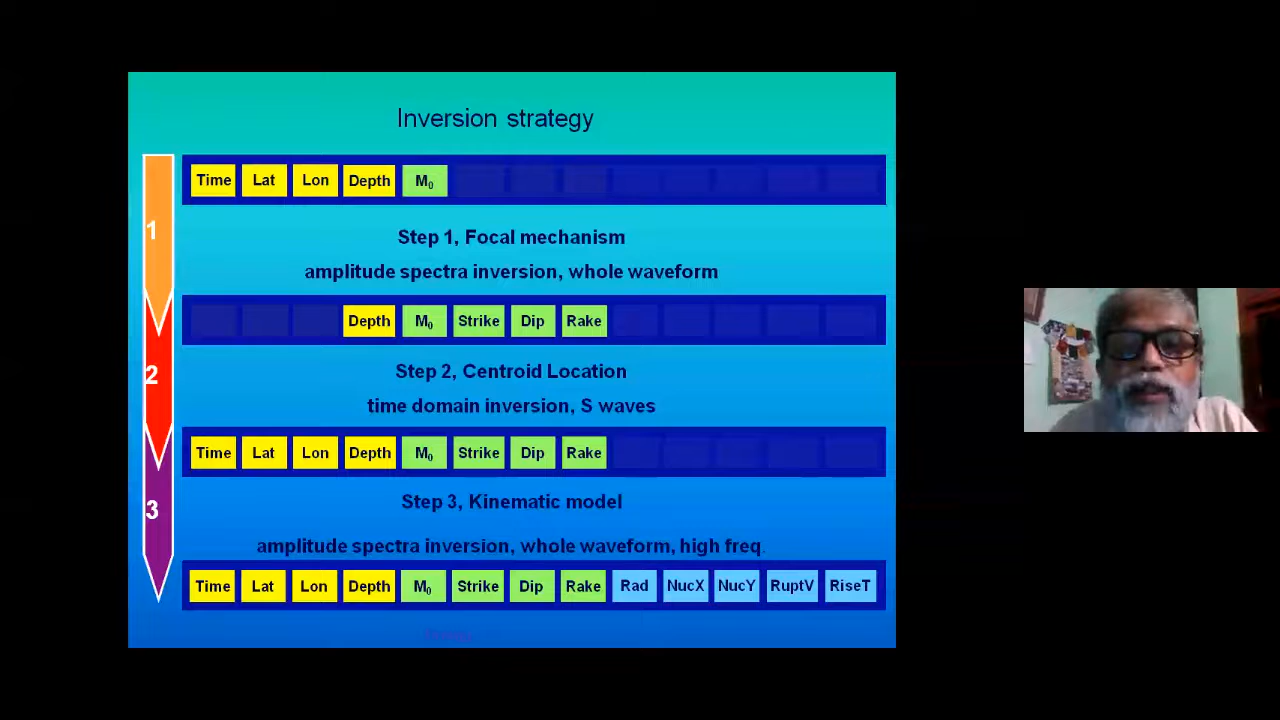 Inversion strategy
Time Lat Lon Depth M₀
1
Step 1, Focal mechanism
amplitude spectra inversion, whole waveform
Depth M₀ Strike Dip Rake
2
Step 2, Centroid Location
time domain inversion, S waves
Time Lat Lon Depth M₀ Strike Dip Rake
3
Step 3, Kinematic model
amplitude spectra inversion, whole waveform, high freq.
Time Lat Lon Depth M₀ Strike Dip Rake Rad NucX NucY RuptV RiseT